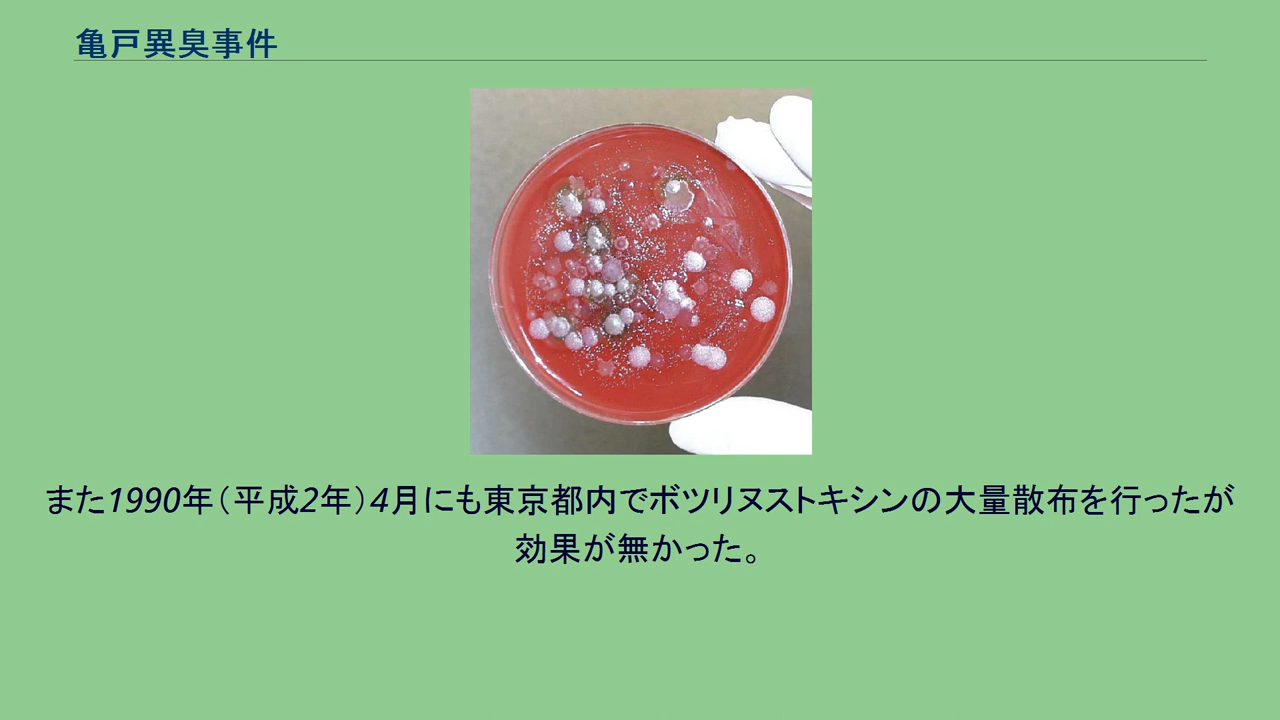 亀戸異臭事件
また1990年（平成2年）4月にも東京都内でボツリヌストキシンの大量散布を行ったが
効果が無かった。